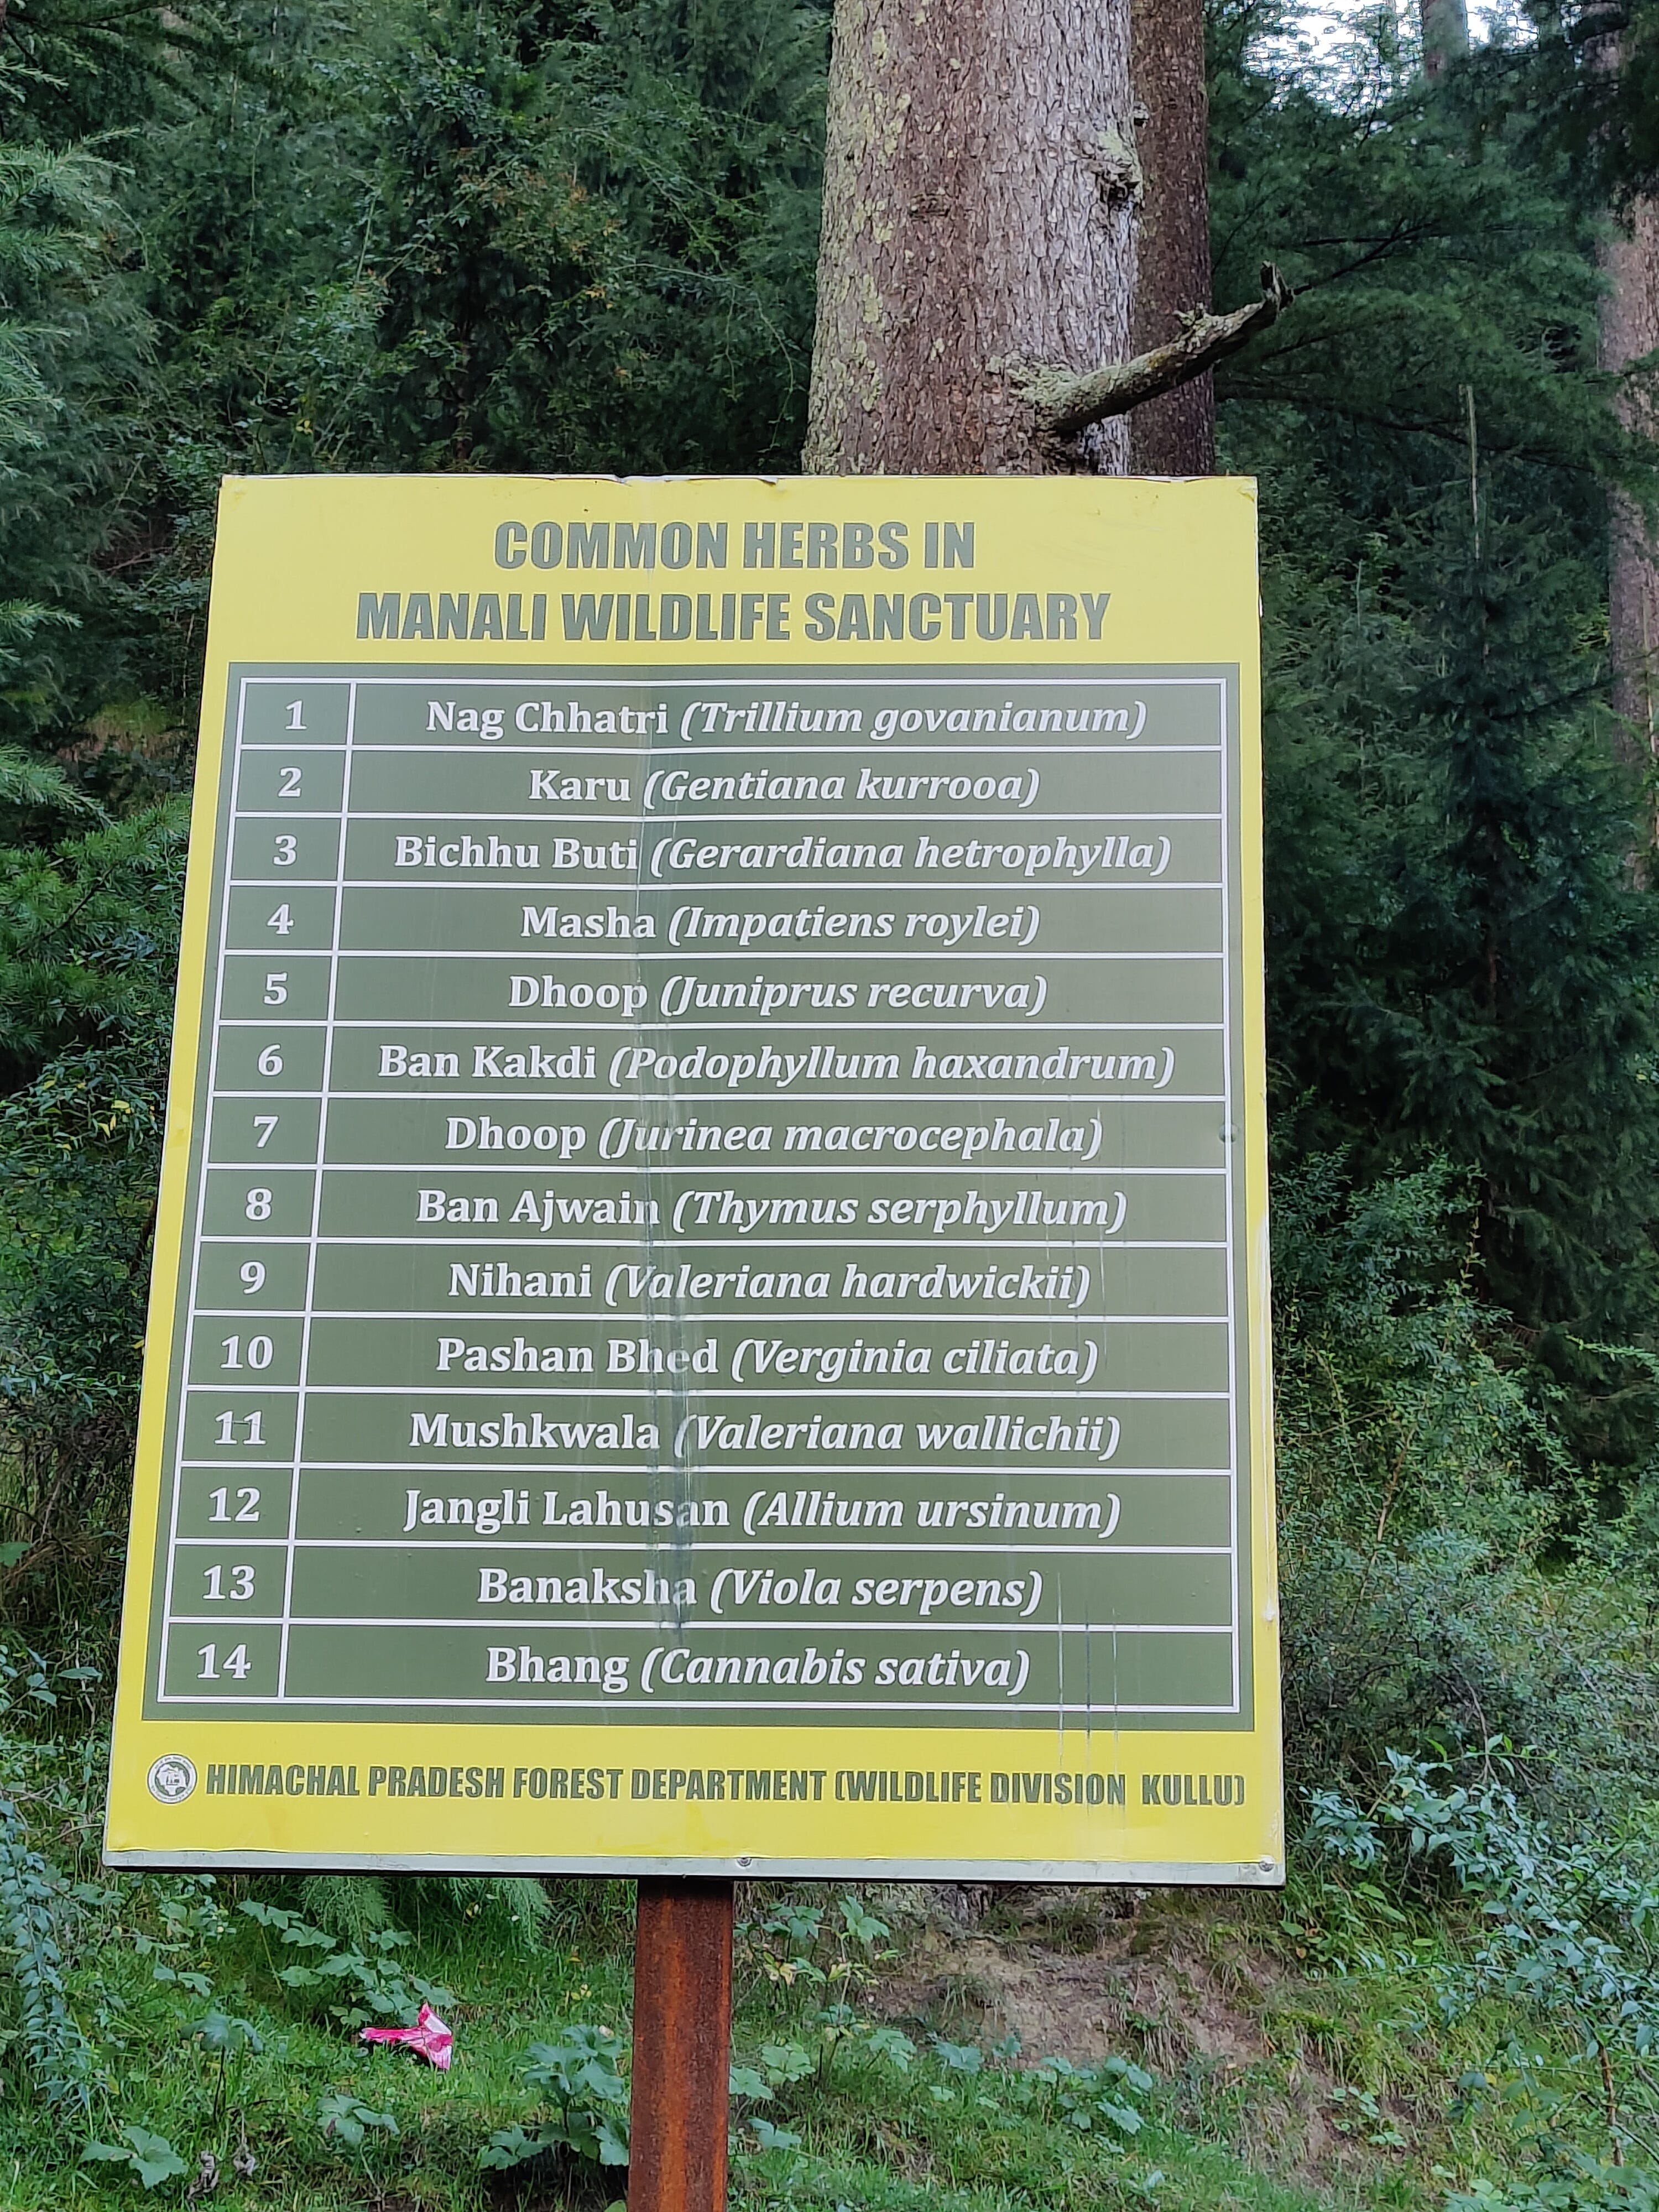 COMMON HERBS IN
MANALI WILDLIFE SANCTUARY
1 Nag Chhatri (Trillium govanianum)
2 Karu (Gentiana kurrooa)
3 Bichhu Buti (Gerardiana hetrophylla)
4 Masha (Impatiens roylei)
5 Dhoop (Juniprus recurva)
6 Ban Kakdi (Podophyllum haxandrum)
7 Dhoop (Jurinea macrocephala)
8 Ban Ajwain (Thymus serphyllum)
9 Nihani (Valeriana hardwickii)
10 Pashan Bhed (Verginia ciliata)
11 Mushkwala (Valeriana wallichii)
12 Jangli Lahusan (Allium ursinum)
13 Banaksha (Viola serpens)
14 Bhang (Cannabis sativa)
HIMACHAL PRADESH FOREST DEPARTMENT (WILDLIFE DIVISION KULLU)